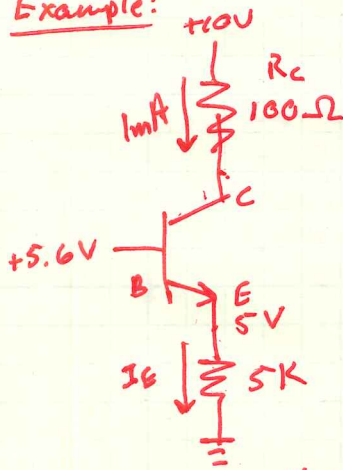 Example:
+10V
RC
1mA 100Ω
C
+5.6V
B E
5V
IE 5K